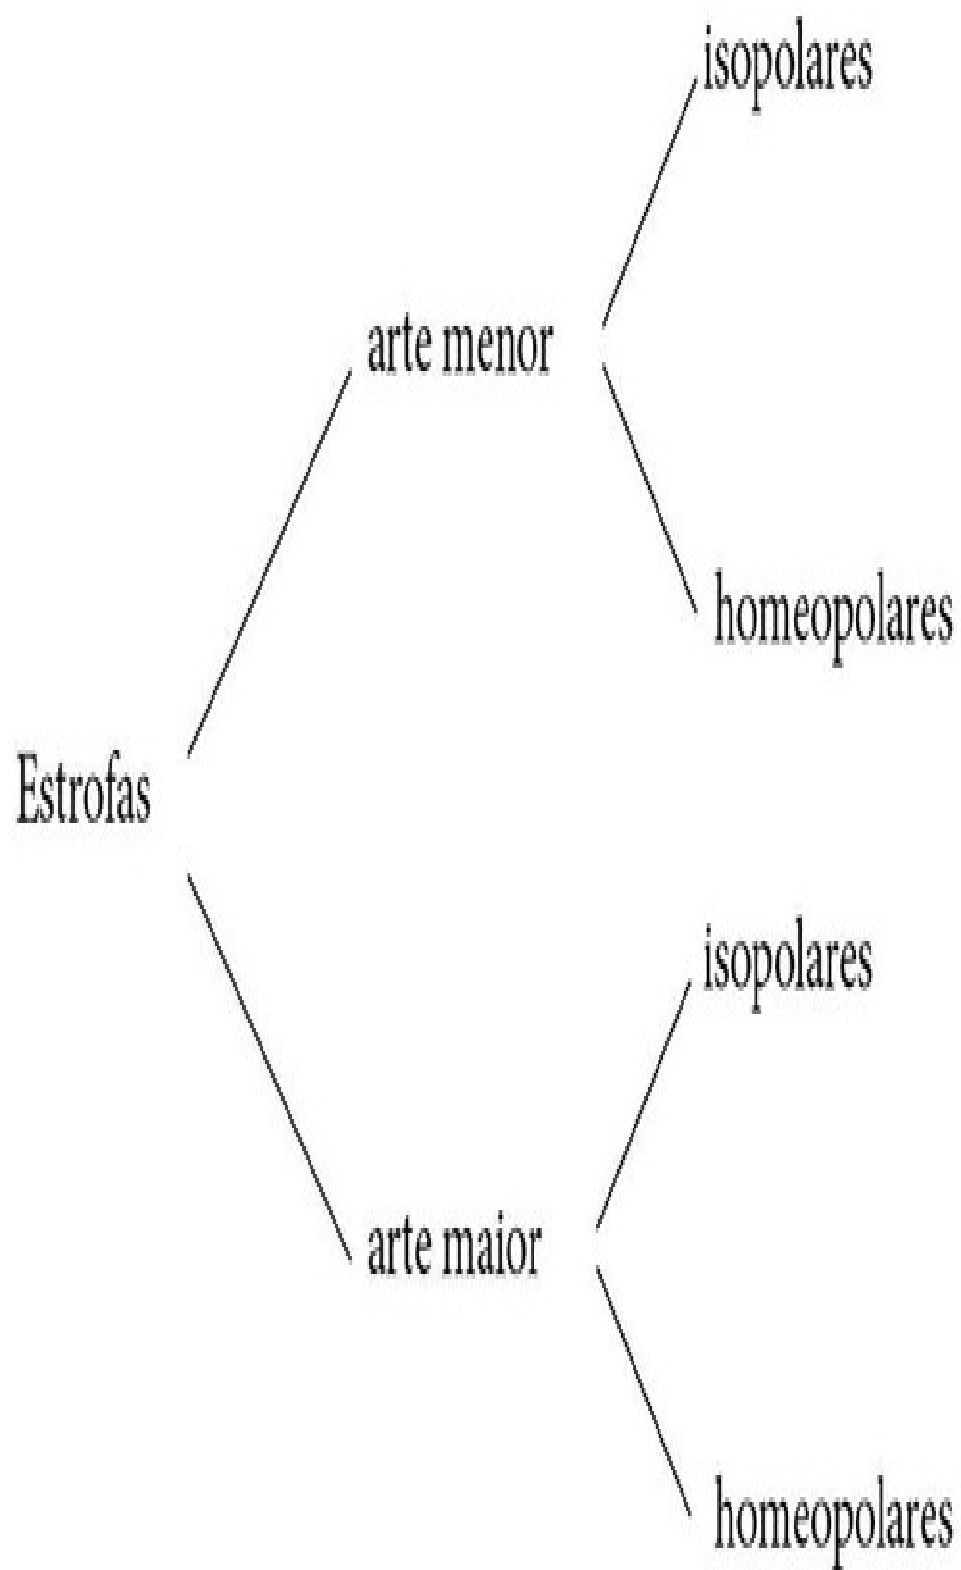 isopolares
arte menor
homeopolares
Estrofas
isopolares
arte maior
homeopolares